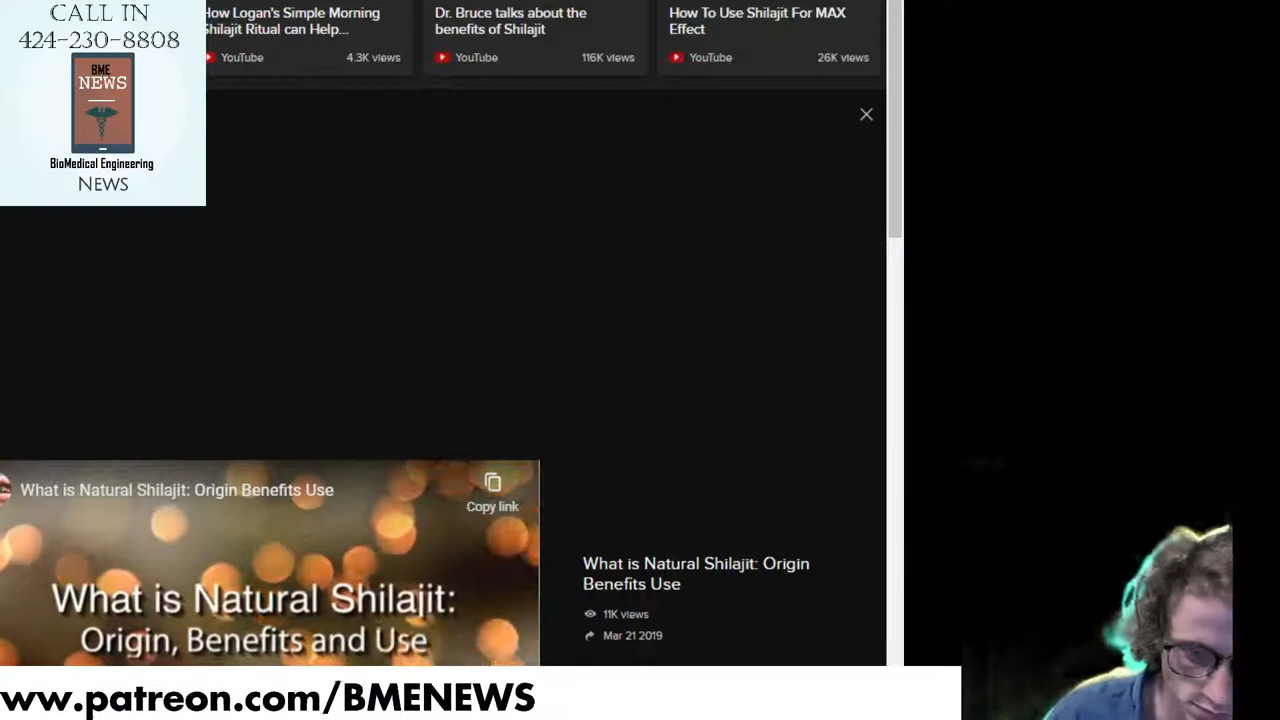 CALL IN
424-230-8808
BME
NEWS
BioMedical Engineering
NEWS
How Logan's Simple Morning
Shilajit Ritual can Help...
YouTube
4.3K views
Dr. Bruce talks about the
benefits of Shilajit
YouTube
116K views
How To Use Shilajit For MAX
Effect
YouTube
26K views
What is Natural Shilajit: Origin Benefits Use
Copy link
What is Natural Shilajit:
Origin, Benefits and Use
What is Natural Shilajit: Origin
Benefits Use
11K views
Mar 21 2019
www.patreon.com/BMENEWS